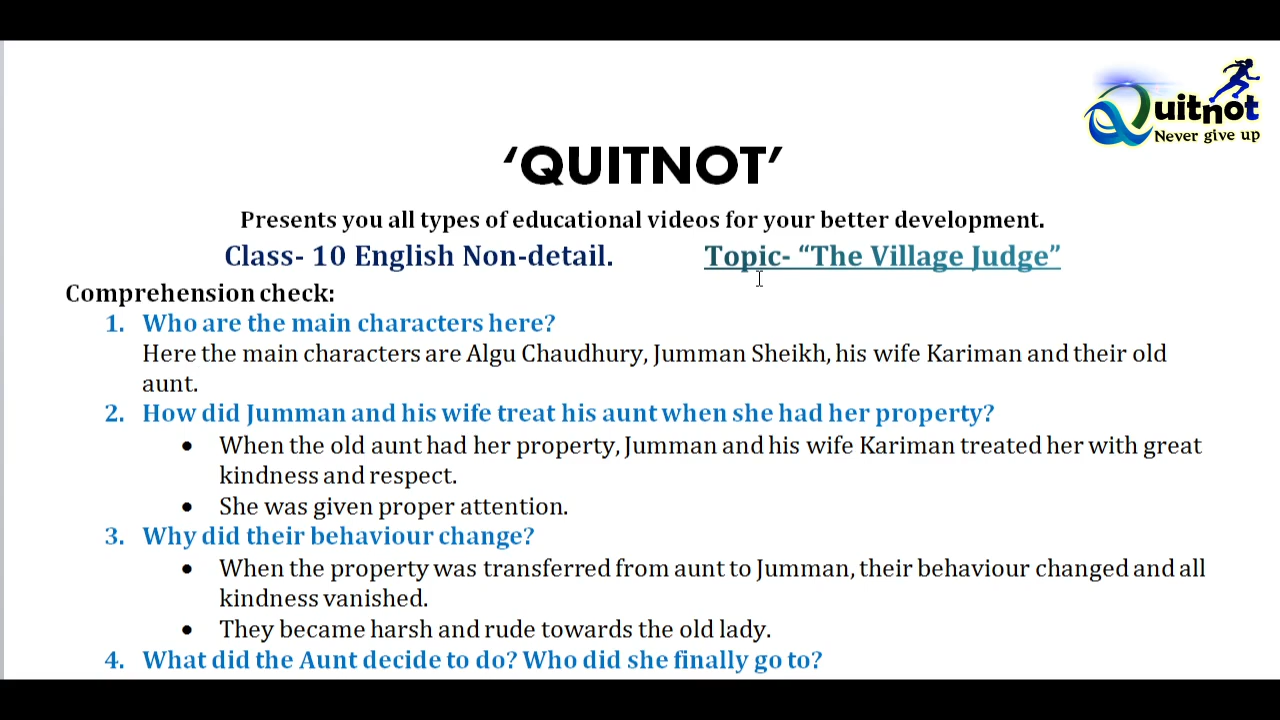 Quitnot
Never give up
‘QUITNOT’
Presents you all types of educational videos for your better development.
Class- 10 English Non-detail. Topic- “The Village Judge”
Comprehension check:
1. Who are the main characters here?
Here the main characters are Algu Chaudhury, Jumman Sheikh, his wife Kariman and their old
aunt.
2. How did Jumman and his wife treat his aunt when she had her property?
• When the old aunt had her property, Jumman and his wife Kariman treated her with great
kindness and respect.
• She was given proper attention.
3. Why did their behaviour change?
• When the property was transferred from aunt to Jumman, their behaviour changed and all
kindness vanished.
• They became harsh and rude towards the old lady.
4. What did the Aunt decide to do? Who did she finally go to?